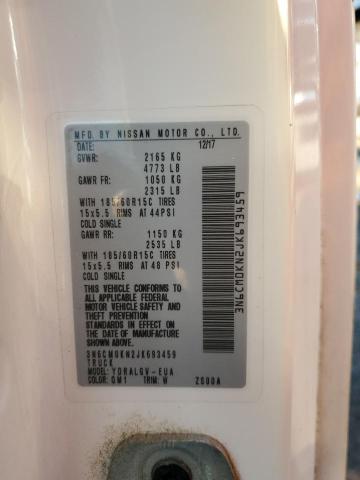 MFD. BY NISSAN MOTOR CO., LTD.
DATE: 12/17
GVWR: 2165 KG
4773 LB
GAWR FR: 1050 KG
2315 LB
WITH 185/60R15C TIRES
15x5.5 RIMS AT 44PSI
COLD SINGLE
GAWR RR: 1150 KG
2535 LB
WITH 185/60R15C TIRES
15x5.5 RIMS AT 48 PSI
COLD SINGLE
THIS VEHICLE CONFORMS TO
ALL APPLICABLE FEDERAL
MOTOR VEHICLE SAFETY
AND THEFT PREVENTION
STANDARDS IN EFFECT ON
THE DATE OF MANUFACTURE
SHOWN ABOVE.
3N6CM0KN2JK693459
TRUCK
MODEL: YDRALGV-EUA
COLOR: QM1 TRIM: W Z000A
3N6CM0KN2JK693459